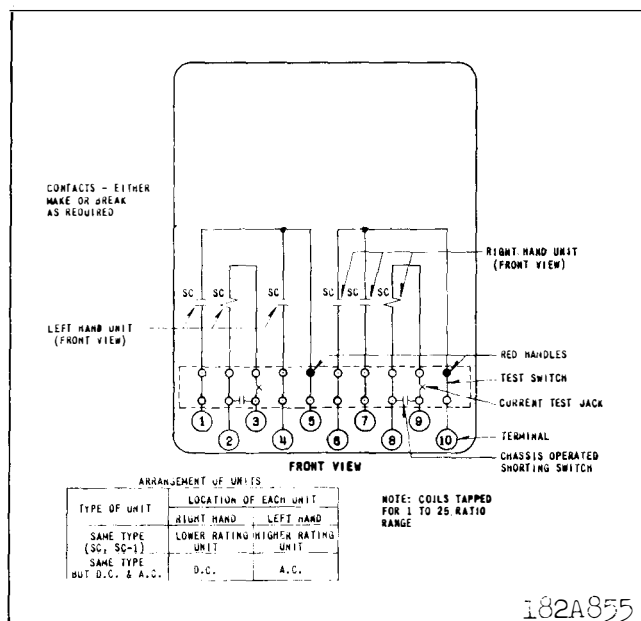 CONTACTS - EITHER
MAKE OR BREAK
AS REQUIRED
RIGHT HAND UNIT
(FRONT VIEW)
SC
SC
SC
SC
SC
SC
LEFT HAND UNIT
(FRONT VIEW)
RED HANDLES
TEST SWITCH
CURRENT TEST JACK
1
2
3
4
5
6
7
8
9
10
TERMINAL
CHASSIS OPERATED
SHORTING SWITCH
FRONT VIEW
ARRANGEMENT OF UNITS
TYPE OF UNIT
LOCATION OF EACH UNIT
RIGHT HAND
LEFT HAND
SAME TYPE
(SC, SC-1)
LOWER RATING
UNIT
HIGHER RATING
UNIT
SAME TYPE
BUT D.C. & A.C.
D.C.
A.C.
NOTE: COILS TAPPED
FOR 1 TO 25 RATIO
RANGE
182A855